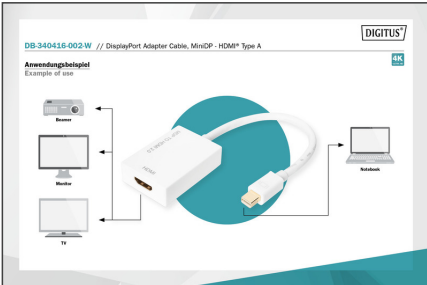 DIGITUS®
DB-340416-002-W // DisplayPort Adapter Cable, MiniDP - HDMI® Type A
4K
Anwendungsbeispiel
Example of use
Beamer
Monitor
TV
HDMI
Notebook